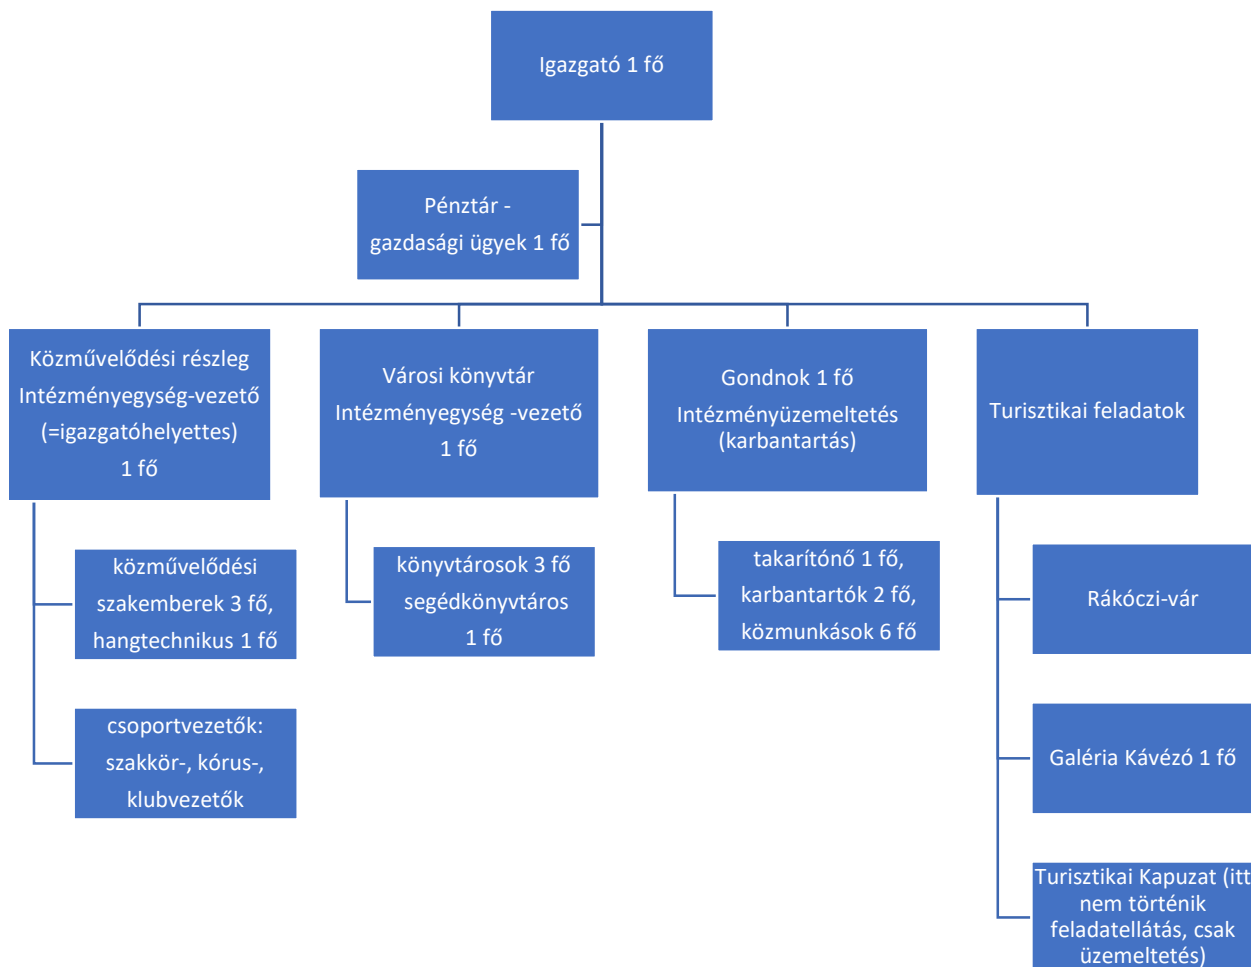 Igazgató 1 fő
Pénztár -
gazdasági ügyek 1 fő
Közművelődési részleg
Intézményegység-vezető
(=igazgatóhelyettes)
1 fő
Városi könyvtár
Intézményegység -vezető
1 fő
Gondnok 1 fő
Intézményüzemeltetés
(karbantartás)
Turisztikai feladatok
közművelődési
szakemberek 3 fő,
hangtechnikus 1 fő
csoportvezetők:
szakkör-, kórus-,
klubvezetők
könyvtárosok 3 fő
segédkönyvtáros
1 fő
takarítónő 1 fő,
karbantartók 2 fő,
közmunkások 6 fő
Rákóczi-vár
Galéria Kávézó 1 fő
Turisztikai Kapuzat (itt
nem történik
feladatellátás, csak
üzemeltetés)